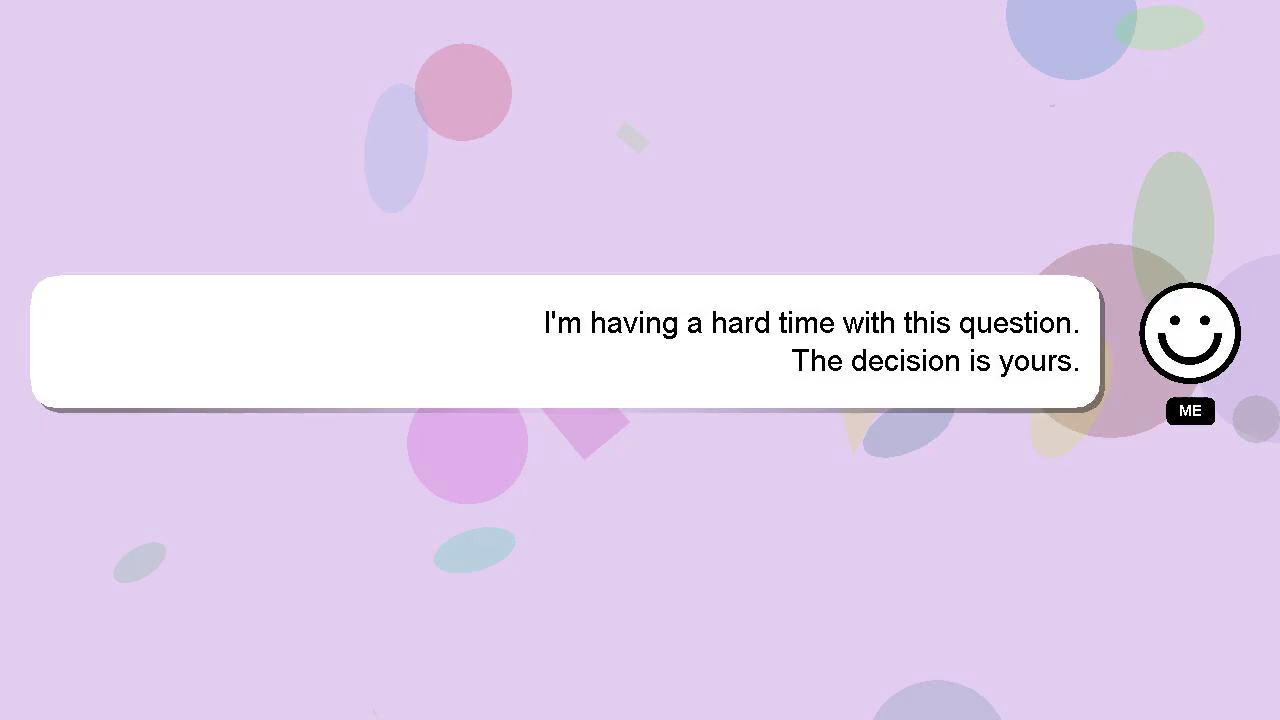 I'm having a hard time with this question.
The decision is yours.
ME